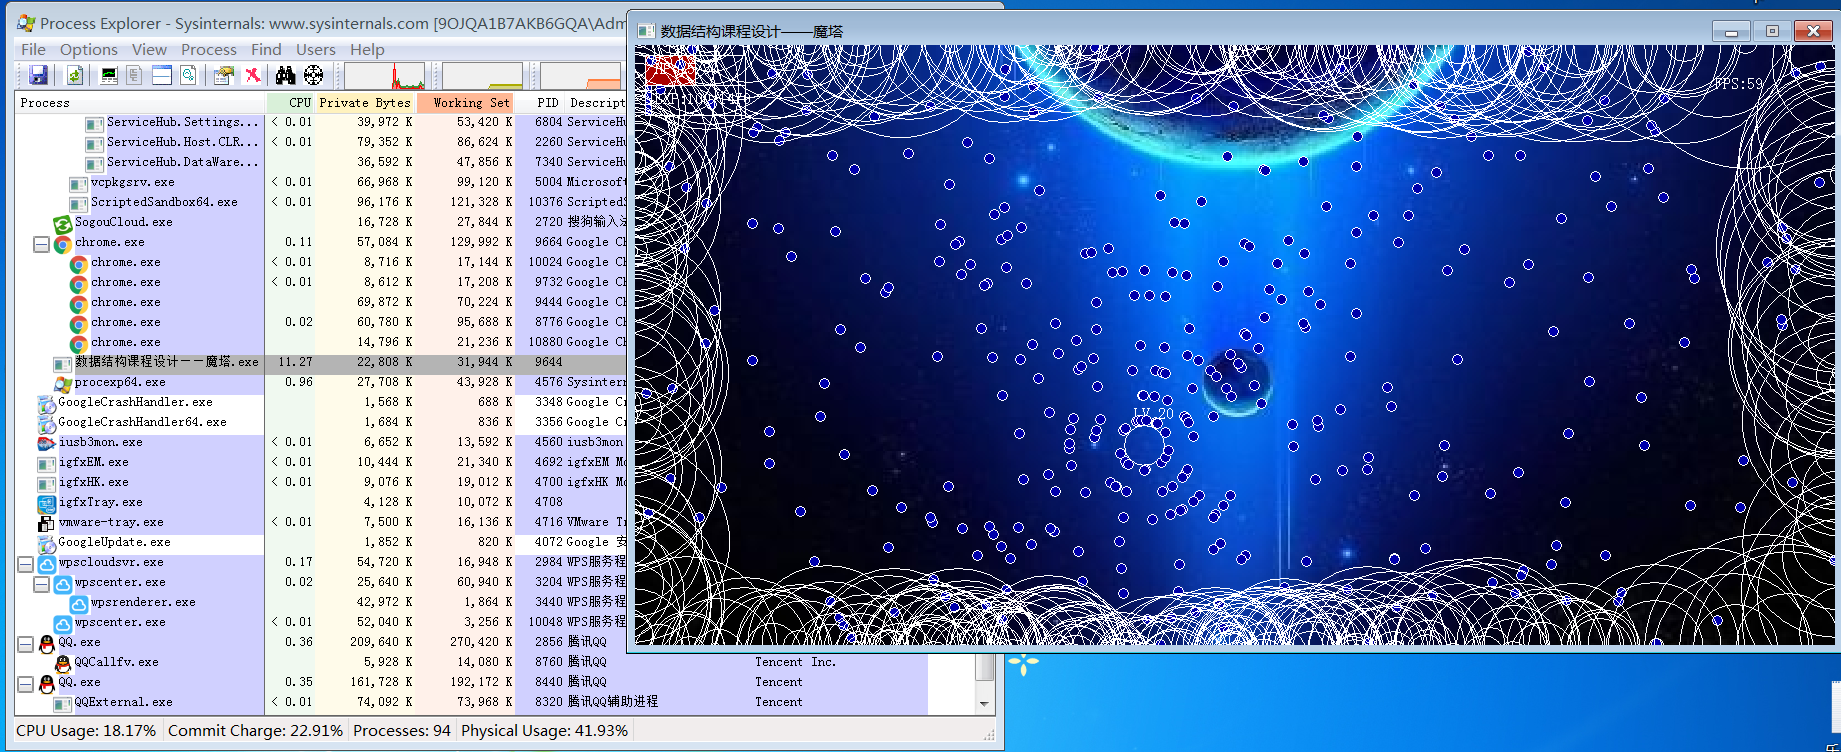 Process Explorer - Sysinternals: www.sysinternals.com [9OJQA1B7AKB6GQA\Adm
File Options View Process Find Users Help
Process CPU Private Bytes Working Set PID Descript
ServiceHub.Settings... < 0.01 39,972 K 53,420 K 6804 ServiceHu
ServiceHub.Host.CLR... < 0.01 79,352 K 86,624 K 2260 ServiceHu
ServiceHub.DataWare... 36,592 K 47,856 K 7340 ServiceHu
vcpkgsrv.exe < 0.01 66,968 K 99,120 K 5004 Microsoft
ScriptedSandbox64.exe < 0.01 96,176 K 121,328 K 10376 ScriptedS
SogouCloud.exe 16,728 K 27,844 K 2720 搜狗输入法
chrome.exe 0.11 57,084 K 129,992 K 9664 Google Ch
chrome.exe < 0.01 8,716 K 17,144 K 10024 Google Ch
chrome.exe < 0.01 8,612 K 17,208 K 9732 Google Ch
chrome.exe 69,872 K 70,224 K 9444 Google Ch
chrome.exe 0.02 60,780 K 95,688 K 8776 Google Ch
chrome.exe 14,796 K 21,236 K 10880 Google Ch
数据结构课程设计——魔塔.exe 11.27 22,808 K 31,944 K 9644
procexp64.exe 0.96 27,708 K 43,928 K 4576 Sysintern
GoogleCrashHandler.exe 1,568 K 688 K 3348 Google Cr
GoogleCrashHandler64.exe 1,684 K 836 K 3356 Google Cr
iusb3mon.exe < 0.01 6,652 K 13,592 K 4560 iusb3mon
igfxEM.exe < 0.01 10,444 K 21,340 K 4692 igfxEM Mo
igfxHK.exe < 0.01 9,076 K 19,012 K 4700 igfxHK Mo
igfxTray.exe 4,128 K 10,072 K 4708
vmware-tray.exe < 0.01 7,500 K 16,136 K 4716 VMware Tr
GoogleUpdate.exe 1,852 K 820 K 4072 Google 安
wpscloudsvr.exe 0.17 54,720 K 16,948 K 2984 WPS服务程
wpscenter.exe 0.02 25,640 K 60,940 K 3204 WPS服务程
wpsrenderer.exe 42,972 K 1,864 K 3440 WPS服务程
wpscenter.exe < 0.01 52,040 K 3,256 K 10048 WPS服务程
QQ.exe 0.36 209,640 K 270,420 K 2856 腾讯QQ
QQCallfv.exe 5,928 K 14,080 K 8760 腾讯QQ Tencent Inc.
QQ.exe 0.35 161,728 K 192,172 K 8440 腾讯QQ Tencent
QQExternal.exe < 0.01 74,092 K 73,968 K 8320 腾讯QQ辅助进程 Tencent
CPU Usage: 18.17% Commit Charge: 22.91% Processes: 94 Physical Usage: 41.93%
数据结构课程设计——魔塔
FPS:59
LV.20